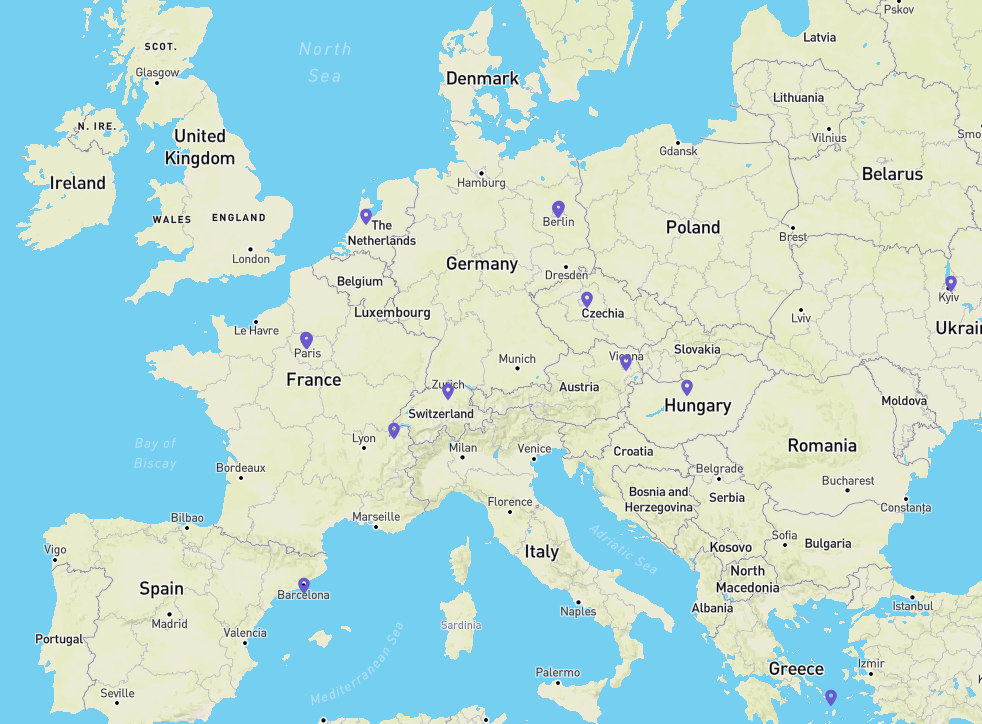 Pskov
Latvia
SCOT.
North
Sea
Glasgow
Denmark
Lithuania
N. IRE.
Vilnius
Smo
United
Kingdom
Gdansk
Ireland
Belarus
Hamburg
WALES
ENGLAND
Berlin
The
Netherlands
Poland
Brest
London
Germany
Dresden
Belgium
Kyiv
Luxembourg
Czechia
Lviv
Ukrain
Le Havre
Paris
Munich
Vienna
Slovakia
France
Zurich
Austria
Switzerland
Hungary
Moldova
Bay of
Biscay
Lyon
Milan
Venice
Croatia
Romania
Bordeaux
Belgrade
Bucharest
Bosnia and
Herzegovina
Serbia
Florence
Constanța
Bilbao
Marseille
Adriatic Sea
Sofia
Bulgaria
Vigo
Italy
Kosovo
North
Macedonia
Spain
Barcelona
Naples
Albania
Istanbul
Madrid
Sardinia
Portugal
Valencia
Mediterranean Sea
Greece
Izmir
Palermo
Seville